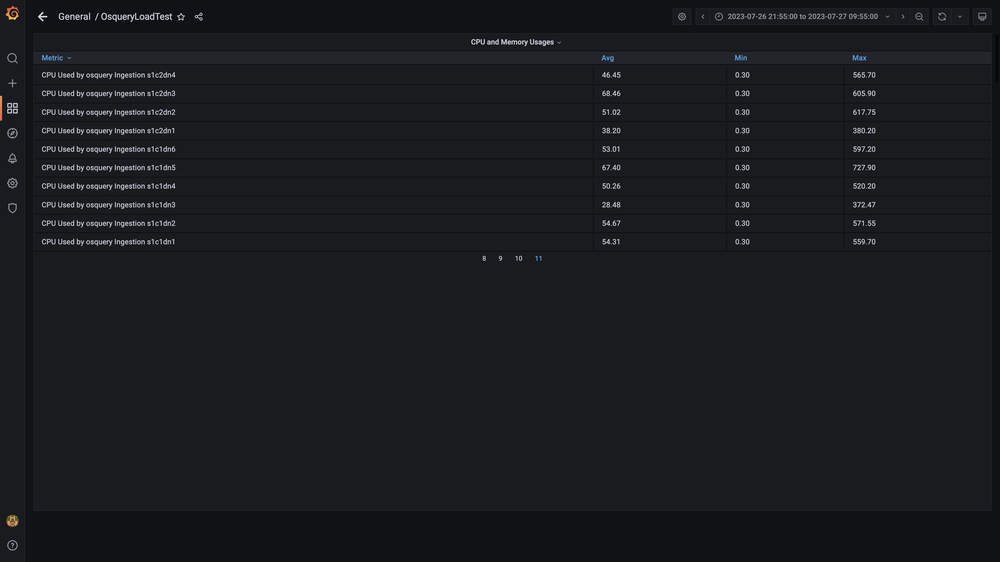 General / OsqueryLoadTest
2023-07-26 21:55:00 to 2023-07-27 09:55:00
CPU and Memory Usages
Metric Avg Min Max
CPU Used by osquery Ingestion s1c2dn4 46.45 0.30 565.70
CPU Used by osquery Ingestion s1c2dn3 68.46 0.30 605.90
CPU Used by osquery Ingestion s1c2dn2 51.02 0.30 617.75
CPU Used by osquery Ingestion s1c2dn1 38.20 0.30 380.20
CPU Used by osquery Ingestion s1c1dn6 53.01 0.30 597.20
CPU Used by osquery Ingestion s1c1dn5 67.40 0.30 727.90
CPU Used by osquery Ingestion s1c1dn4 50.26 0.30 520.20
CPU Used by osquery Ingestion s1c1dn3 28.48 0.30 372.47
CPU Used by osquery Ingestion s1c1dn2 54.67 0.30 571.55
CPU Used by osquery Ingestion s1c1dn1 54.31 0.30 559.70
8 9 10 11